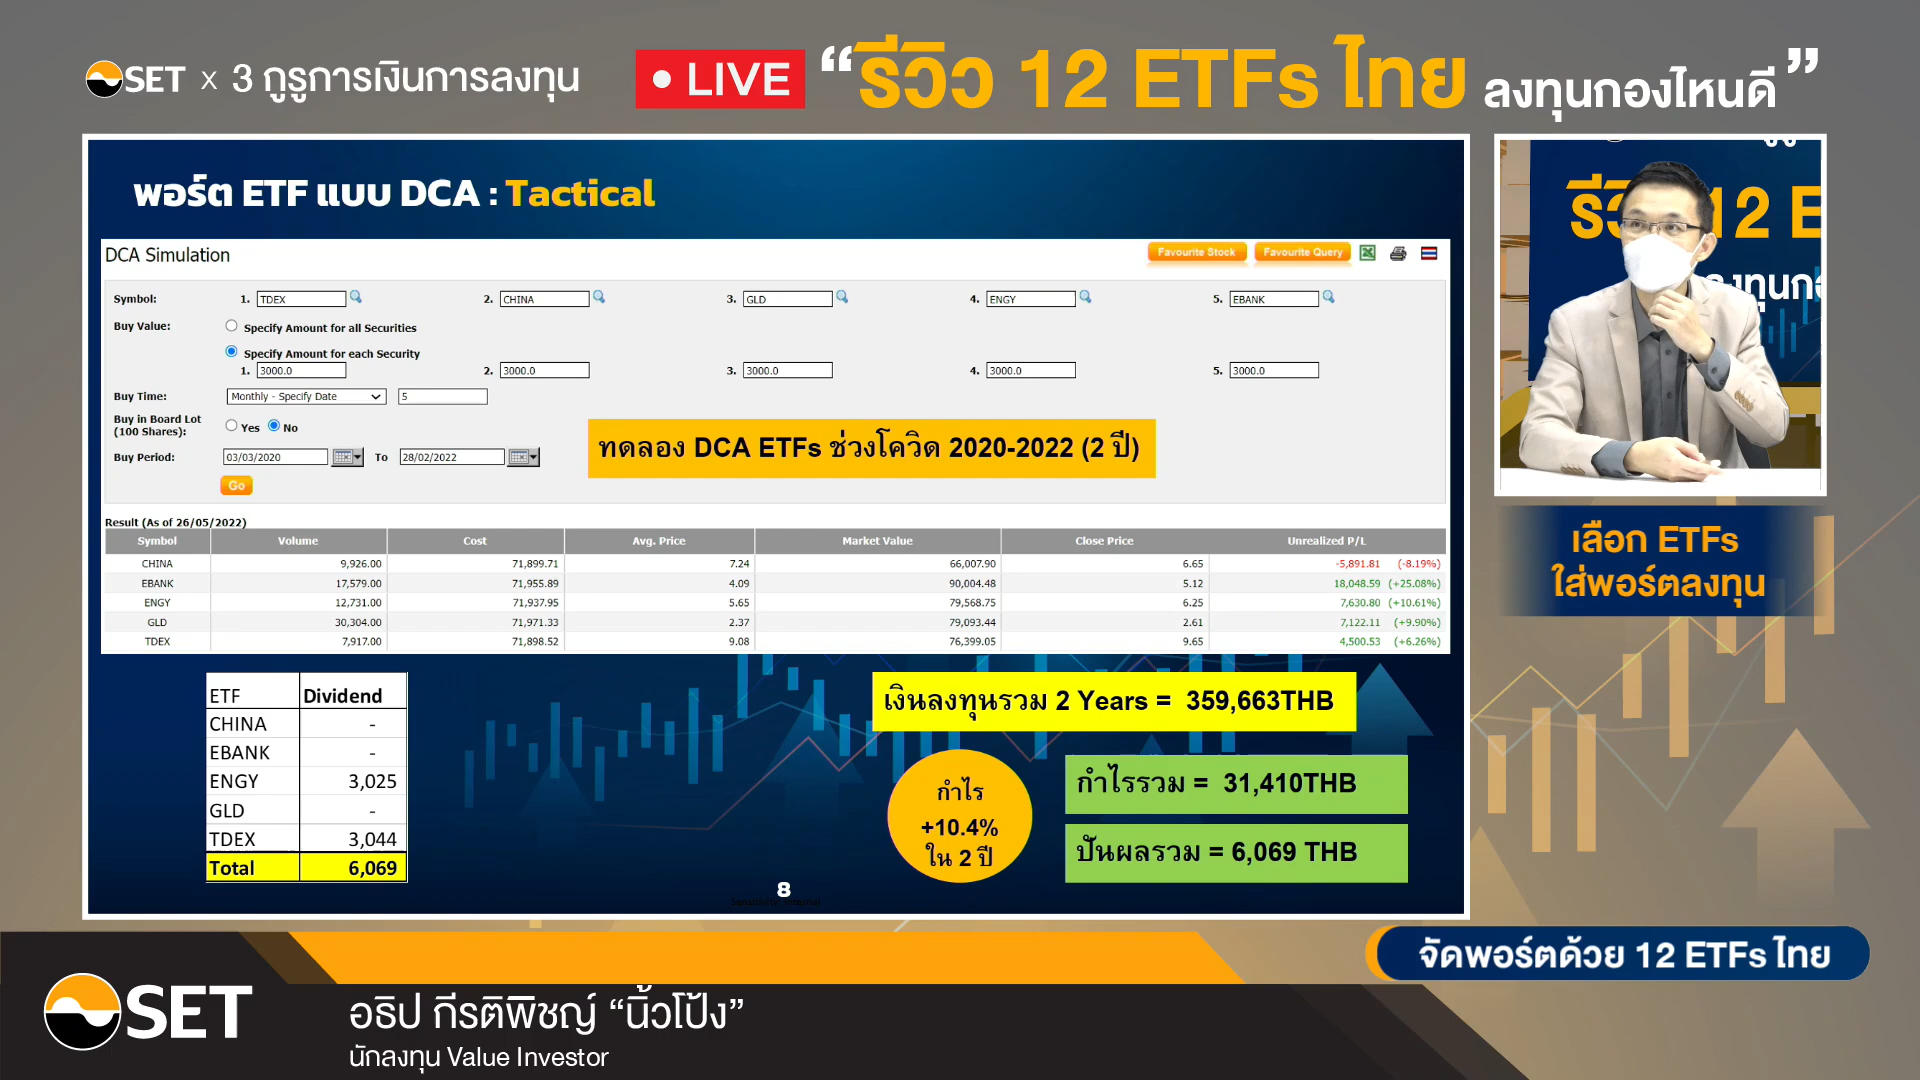 SET x 3 กูรูการเงินการลงทุน
LIVE
“รีวิว 12 ETFs ไทย ลงทุนกองไหนดี”
พอร์ต ETF แบบ DCA : Tactical
DCA Simulation
Favourite Stock Favourite Query
Symbol: 1. TDEX 2. CHINA 3. GLD 4. ENGY 5. EBANK
Buy Value: Specify Amount for all Securities
Specify Amount for each Security
1. 3000.0 2. 3000.0 3. 3000.0 4. 3000.0 5. 3000.0
Buy Time: Monthly - Specify Date 5
Buy in Board Lot (100 Shares): Yes No
Buy Period: 03/03/2020 To 28/02/2022
Go
ทดลอง DCA ETFs ช่วงโควิด 2020-2022 (2 ปี)
Result (As of 26/05/2022)
Symbol Volume Cost Avg. Price Market Value Close Price Unrealized P/L
CHINA 9,926.00 71,899.71 7.24 66,007.90 6.65 -5,891.81 (-8.19%)
EBANK 17,579.00 71,955.89 4.09 90,004.48 5.12 18,048.59 (+25.08%)
ENGY 12,731.00 71,937.95 5.65 79,568.75 6.25 7,630.80 (+10.61%)
GLD 30,304.00 71,971.33 2.37 79,093.44 2.61 7,122.11 (+9.90%)
TDEX 7,917.00 71,898.52 9.08 76,399.05 9.65 4,500.53 (+6.26%)
ETF Dividend
CHINA -
EBANK -
ENGY 3,025
GLD -
TDEX 3,044
Total 6,069
เงินลงทุนรวม 2 Years = 359,663THB
กำไร
+10.4%
ใน 2 ปี
กำไรรวม = 31,410THB
ปันผลรวม = 6,069 THB
8
เลือก ETFs
ใส่พอร์ตลงทุน
จัดพอร์ตด้วย 12 ETFs ไทย
SET
อธิป กีรติพิชญ์ “นิ้วโป้ง”
นักลงทุน Value Investor